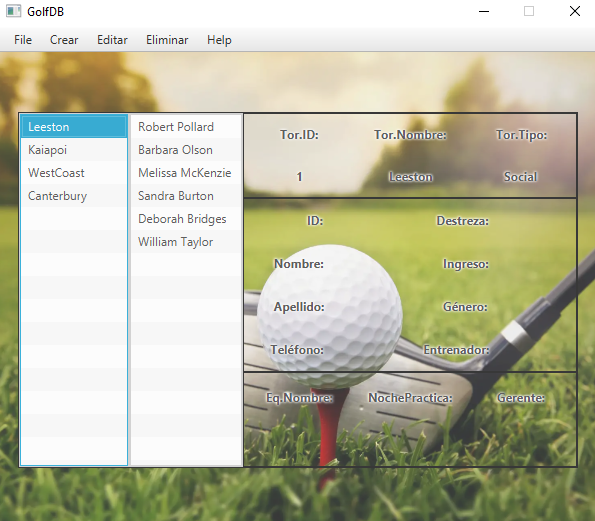 GolfDB
File Crear Editar Eliminar Help
Leeston
Kaiapoi
WestCoast
Canterbury
Robert Pollard
Barbara Olson
Melissa McKenzie
Sandra Burton
Deborah Bridges
William Taylor
Tor.ID: Tor.Nombre: Tor.Tipo:
1 Leeston Social
ID: Destreza:
Nombre: Ingreso:
Apellido: Género:
Teléfono: Entrenador:
Eq.Nombre: NochePractica: Gerente: